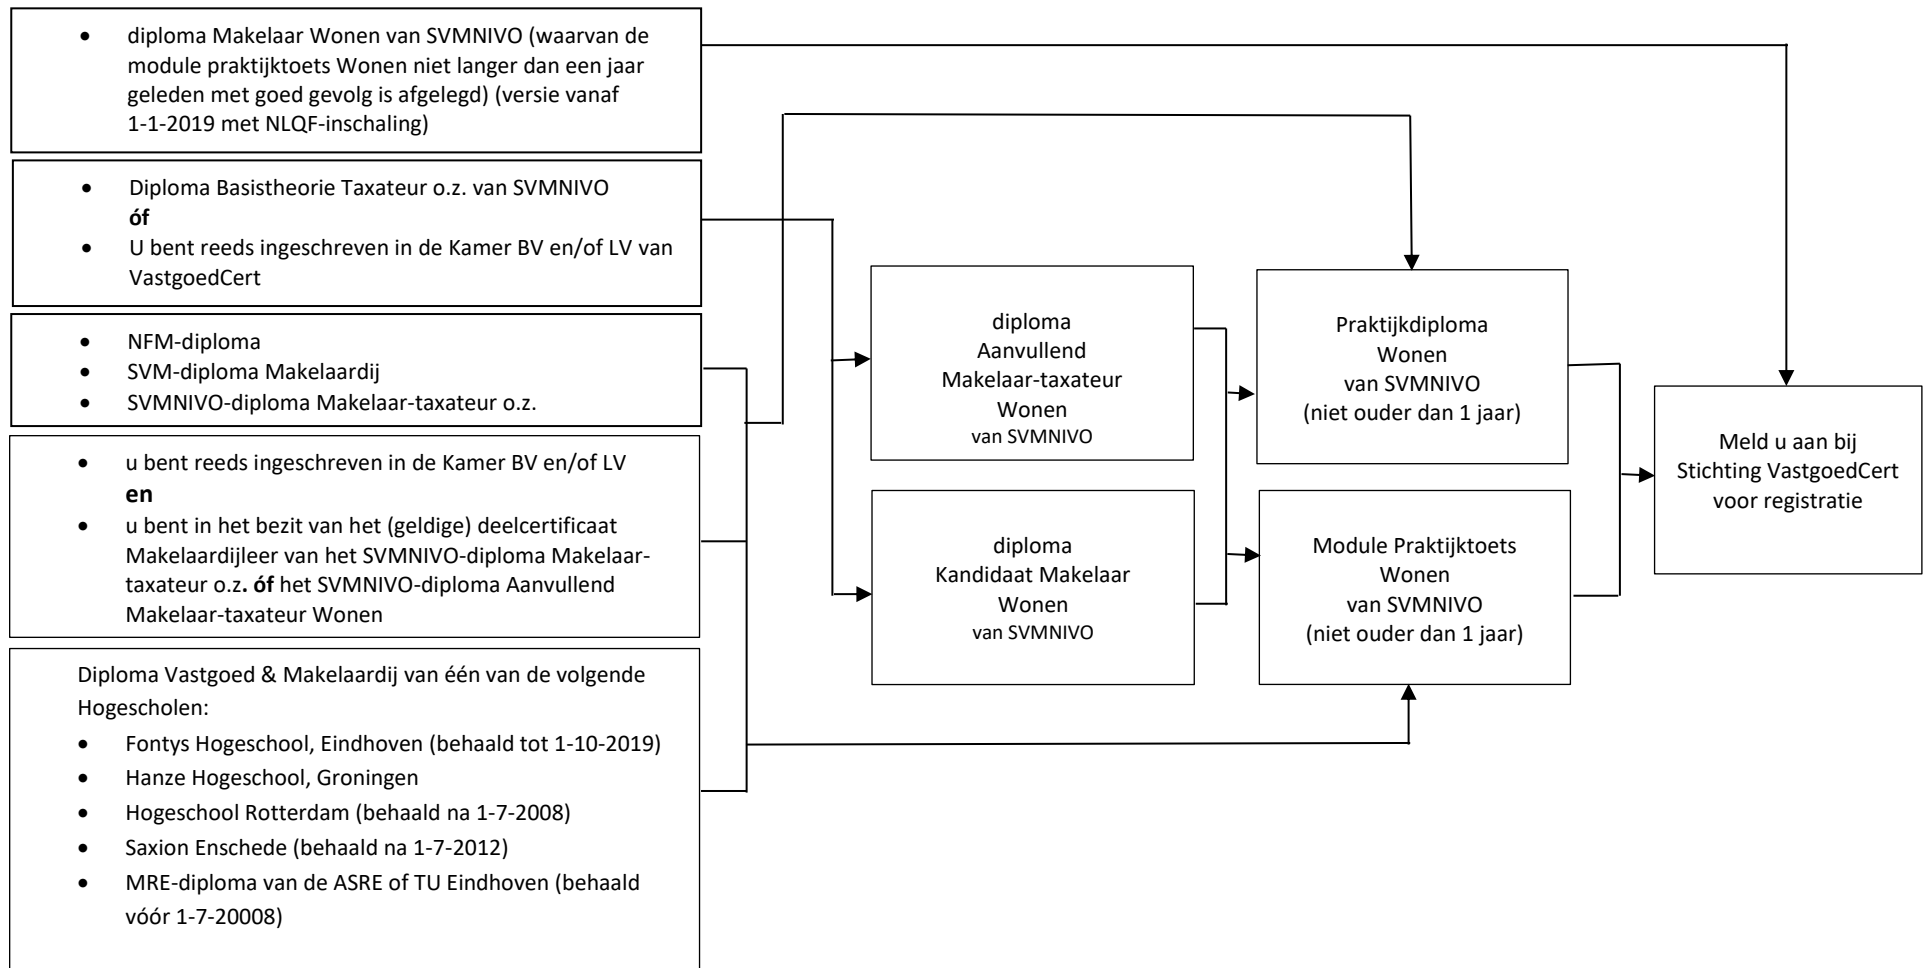 • diploma Makelaar Wonen van SVMNIVO (waarvan de
module praktijktoets Wonen niet langer dan een jaar
geleden met goed gevolg is afgelegd) (versie vanaf
1-1-2019 met NLQF-inschaling)
• Diploma Basistheorie Taxateur o.z. van SVMNIVO
óf
• U bent reeds ingeschreven in de Kamer BV en/of LV van
VastgoedCert
• NFM-diploma
• SVM-diploma Makelaardij
• SVMNIVO-diploma Makelaar-taxateur o.z.
• u bent reeds ingeschreven in de Kamer BV en/of LV
en
• u bent in het bezit van het (geldige) deelcertificaat
Makelaardijleer van het SVMNIVO-diploma Makelaar-
taxateur o.z. óf het SVMNIVO-diploma Aanvullend
Makelaar-taxateur Wonen
Diploma Vastgoed & Makelaardij van één van de volgende
Hogescholen:
• Fontys Hogeschool, Eindhoven (behaald tot 1-10-2019)
• Hanze Hogeschool, Groningen
• Hogeschool Rotterdam (behaald na 1-7-2008)
• Saxion Enschede (behaald na 1-7-2012)
• MRE-diploma van de ASRE of TU Eindhoven (behaald
vóór 1-7-20008)
diploma
Aanvullend
Makelaar-taxateur
Wonen
van SVMNIVO
diploma
Kandidaat Makelaar
Wonen
van SVMNIVO
Praktijkdiploma
Wonen
van SVMNIVO
(niet ouder dan 1 jaar)
Module Praktijktoets
Wonen
van SVMNIVO
(niet ouder dan 1 jaar)
Meld u aan bij
Stichting VastgoedCert
voor registratie